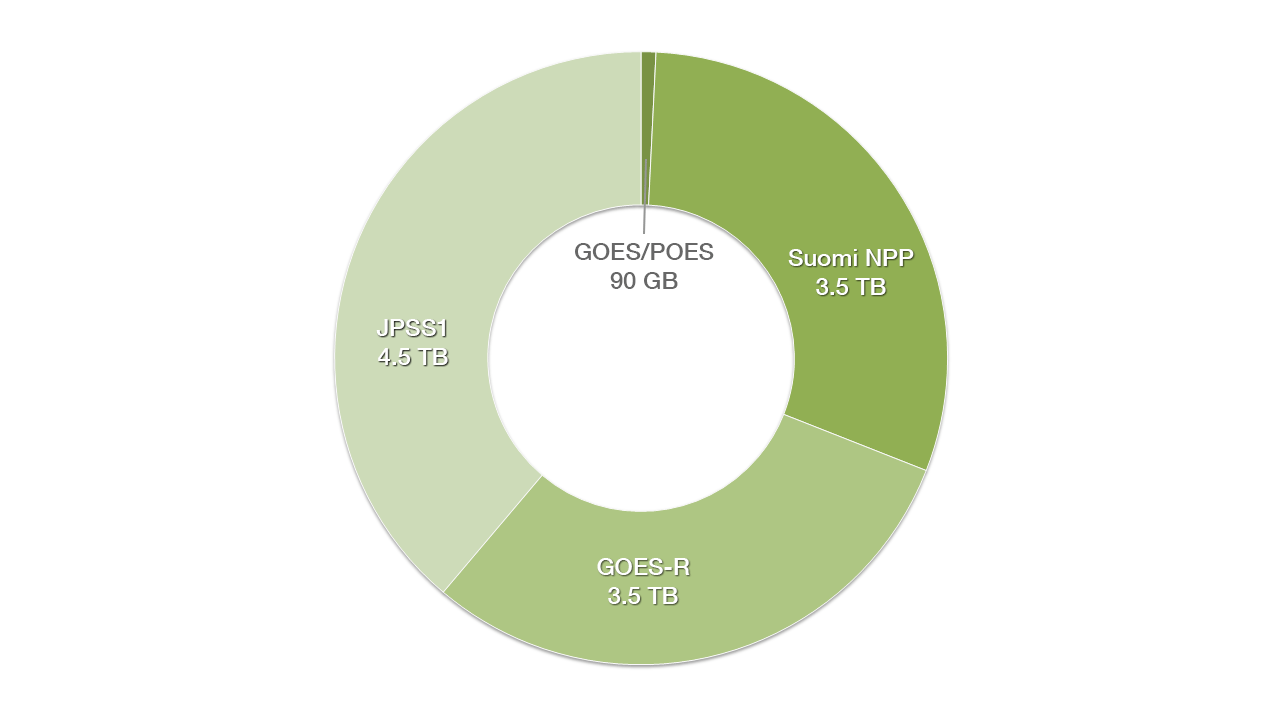 GOES/POES
90 GB
Suomi NPP
3.5 TB
JPSS1
4.5 TB
GOES-R
3.5 TB